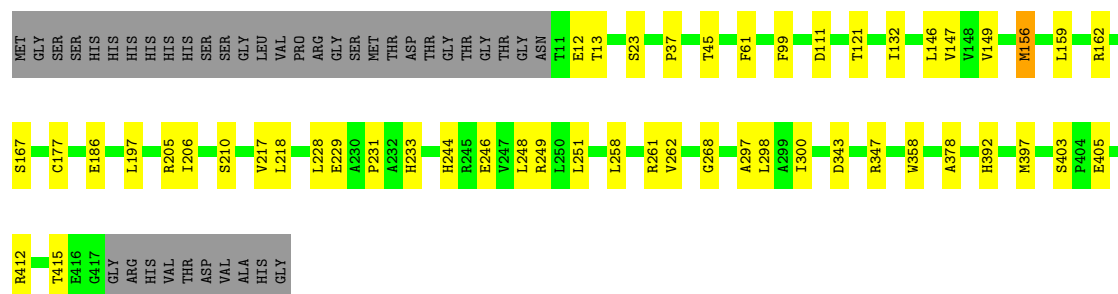 MET GLY SER SER HIS HIS HIS HIS HIS HIS SER SER GLY LEU VAL PRO ARG GLY SER MET THR ASP THR GLY THR THR GLY THR GLY ASN T11 E12 T13 S23 P37 T45 F61 F99 D111 T121 I132 L146 V147 V148 V149 M156 L159 R162
S167 C177 E186 L197 R205 I206 S210 V217 L218 L228 E229 A230 P231 A232 H233 H244 R245 E246 V247 L248 R249 L250 L251 L258 R261 V262 G268 A297 L298 A299 I300 D343 R347 W358 A378 H392 M397 S403 P404 E405
R412 T415 E416 G417 GLY ARG HIS VAL THR ASP VAL ALA HIS GLY